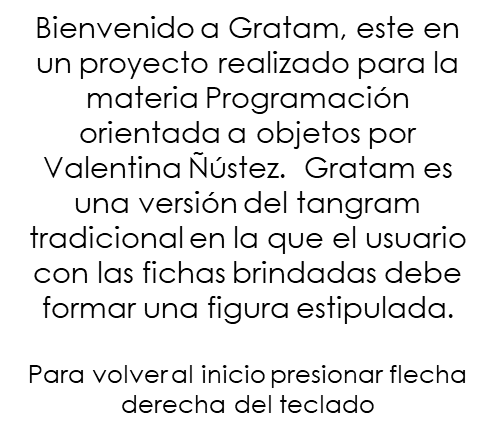 Bienvenido a Gratam, este en
un proyecto realizado para la
materia Programación
orientada a objetos por
Valentina Ñústez. Gratam es
una versión del tangram
tradicional en la que el usuario
con las fichas brindadas debe
formar una figura estipulada.
Para volver al inicio presionar flecha
derecha del teclado